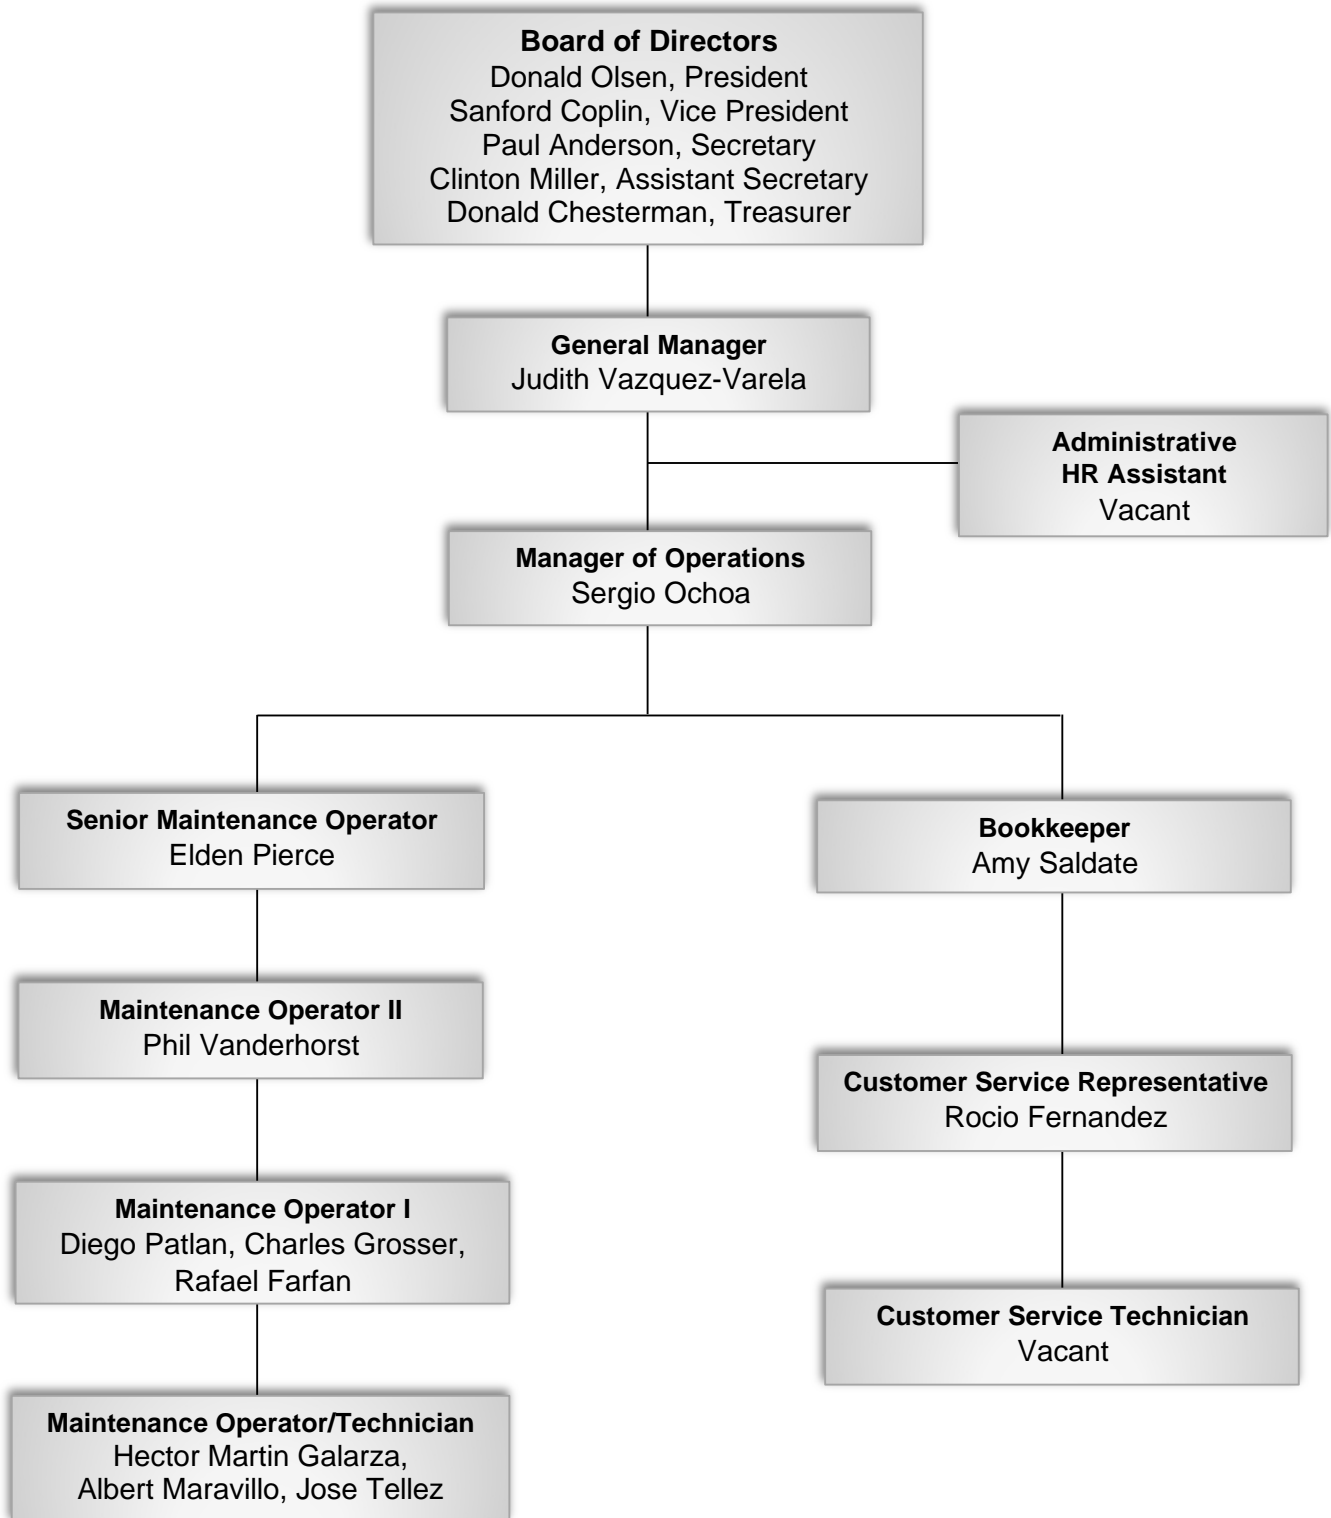 Board of Directors
Donald Olsen, President
Sanford Coplin, Vice President
Paul Anderson, Secretary
Clinton Miller, Assistant Secretary
Donald Chesterman, Treasurer
General Manager
Judith Vazquez-Varela
Administrative
HR Assistant
Vacant
Manager of Operations
Sergio Ochoa
Senior Maintenance Operator
Elden Pierce
Maintenance Operator II
Phil Vanderhorst
Maintenance Operator I
Diego Patlan, Charles Grosser,
Rafael Farfan
Maintenance Operator/Technician
Hector Martin Galarza,
Albert Maravillo, Jose Tellez
Bookkeeper
Amy Saldate
Customer Service Representative
Rocio Fernandez
Customer Service Technician
Vacant